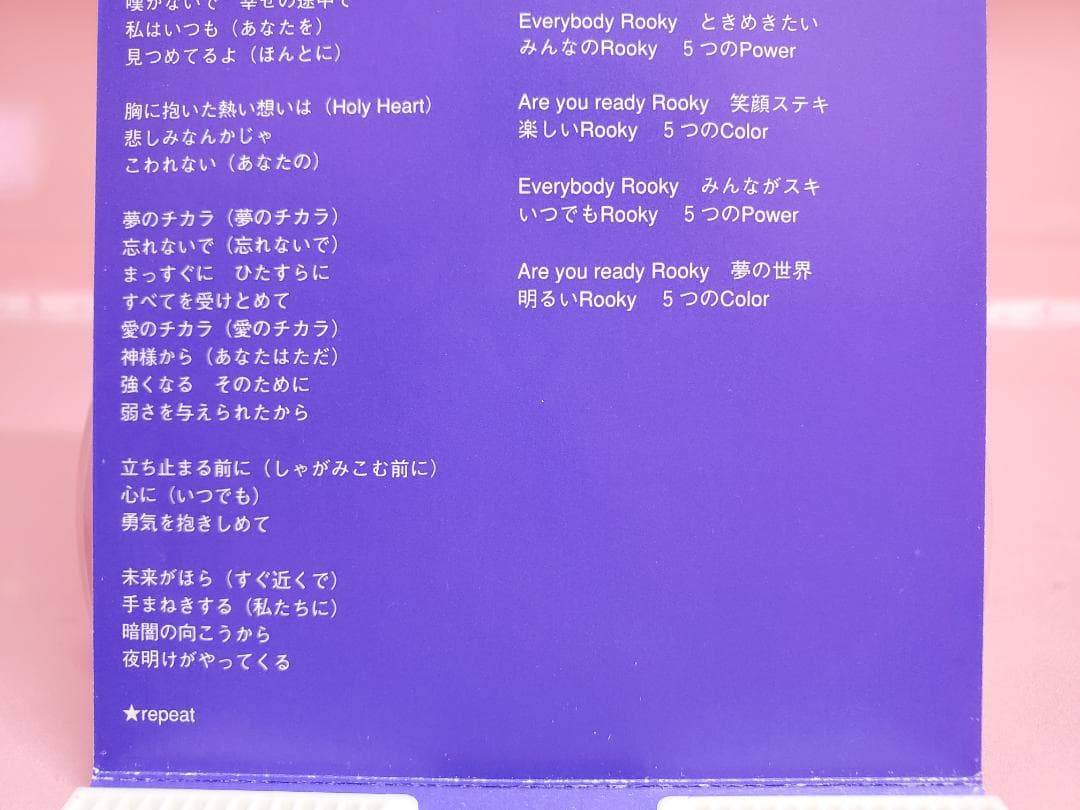 嘆かないで　幸せの途中で
私はいつも（あなたを）
見つめてるよ（ほんとに）
胸に抱いた熱い想いは（Holy Heart）
悲しみなんかじゃ
こわれない（あなたの）
夢のチカラ（夢のチカラ）
忘れないで（忘れないで）
まっすぐに　ひたすらに
すべてを受けとめて
愛のチカラ（愛のチカラ）
神様から（あなたはただ）
強くなる　そのために
弱さを与えられたから
立ち止まる前に（しゃがみこむ前に）
心に（いつでも）
勇気を抱きしめて
未来がほら（すぐ近くで）
手まねきする（私たちに）
暗闇の向こうから
夜明けがやってくる
★repeat
Everybody Rooky　ときめきたい
みんなのRooky　5つのPower
Are you ready Rooky　笑顔ステキ
楽しいRooky　5つのColor
Everybody Rooky　みんながスキ
いつでもRooky　5つのPower
Are you ready Rooky　夢の世界
明るいRooky　5つのColor